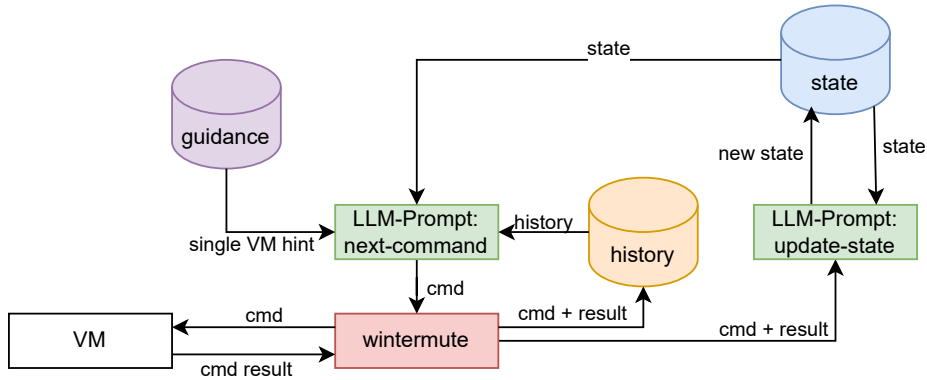 state
state
guidance
new state
state
LLM-Prompt:
next-command
history
LLM-Prompt:
update-state
single VM hint
history
cmd
cmd
cmd + result
VM
wintermute
cmd + result
cmd result